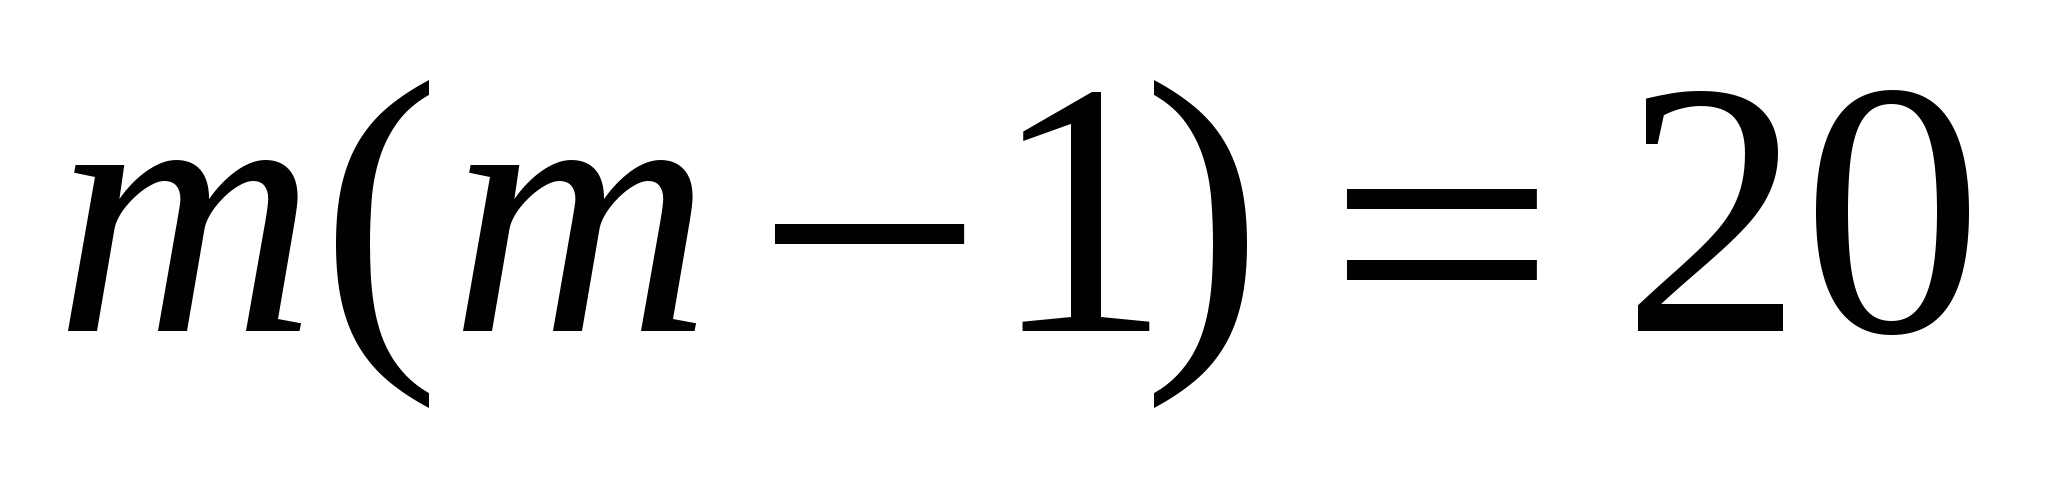 m(m − 1) = 20